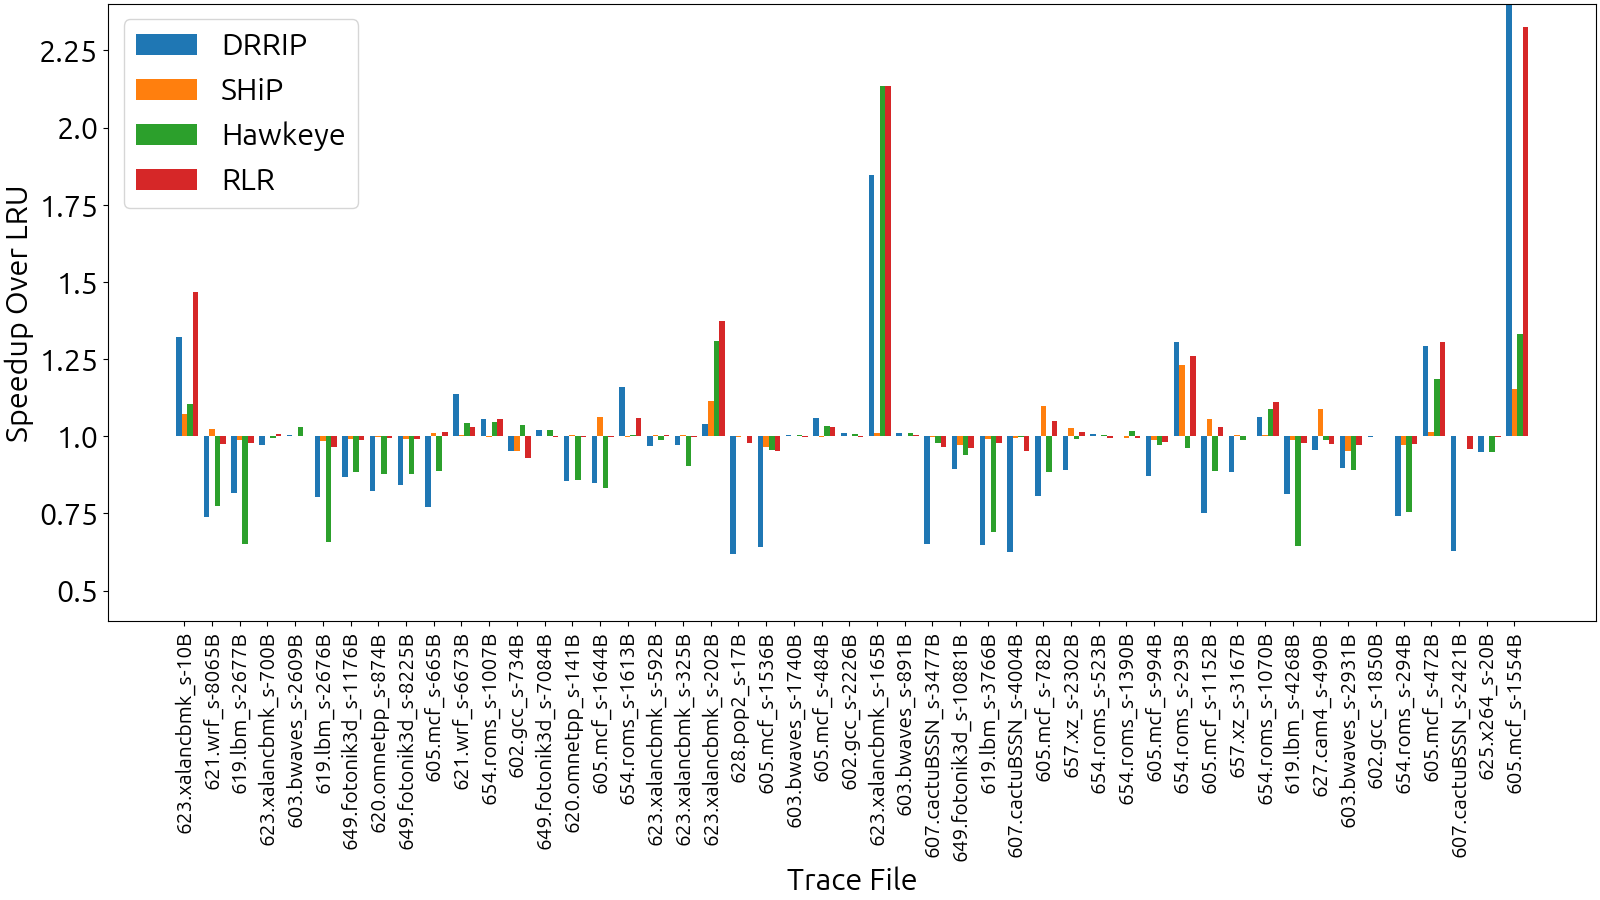 DRRIP
SHiP
Hawkeye
RLR
Speedup Over LRU
2.25
2.0
1.75
1.5
1.25
1.0
0.75
0.5
623.xalancbmk_s-10B
621.wrf_s-8065B
619.lbm_s-2677B
623.xalancbmk_s-700B
603.bwaves_s-2609B
619.lbm_s-2676B
649.fotonik3d_s-1176B
620.omnetpp_s-874B
649.fotonik3d_s-8225B
605.mcf_s-665B
621.wrf_s-6673B
654.roms_s-1007B
602.gcc_s-734B
649.fotonik3d_s-7084B
620.omnetpp_s-141B
605.mcf_s-1644B
654.roms_s-1613B
623.xalancbmk_s-592B
623.xalancbmk_s-325B
623.xalancbmk_s-202B
628.pop2_s-17B
605.mcf_s-1536B
603.bwaves_s-1740B
605.mcf_s-484B
602.gcc_s-2226B
623.xalancbmk_s-165B
603.bwaves_s-891B
607.cactuBSSN_s-3477B
649.fotonik3d_s-10881B
619.lbm_s-3766B
607.cactuBSSN_s-4004B
605.mcf_s-782B
657.xz_s-2302B
654.roms_s-523B
654.roms_s-1390B
605.mcf_s-994B
654.roms_s-293B
605.mcf_s-1152B
657.xz_s-3167B
654.roms_s-1070B
619.lbm_s-4268B
627.cam4_s-490B
603.bwaves_s-2931B
602.gcc_s-1850B
654.roms_s-294B
605.mcf_s-472B
607.cactuBSSN_s-2421B
625.x264_s-20B
605.mcf_s-1554B
Trace File